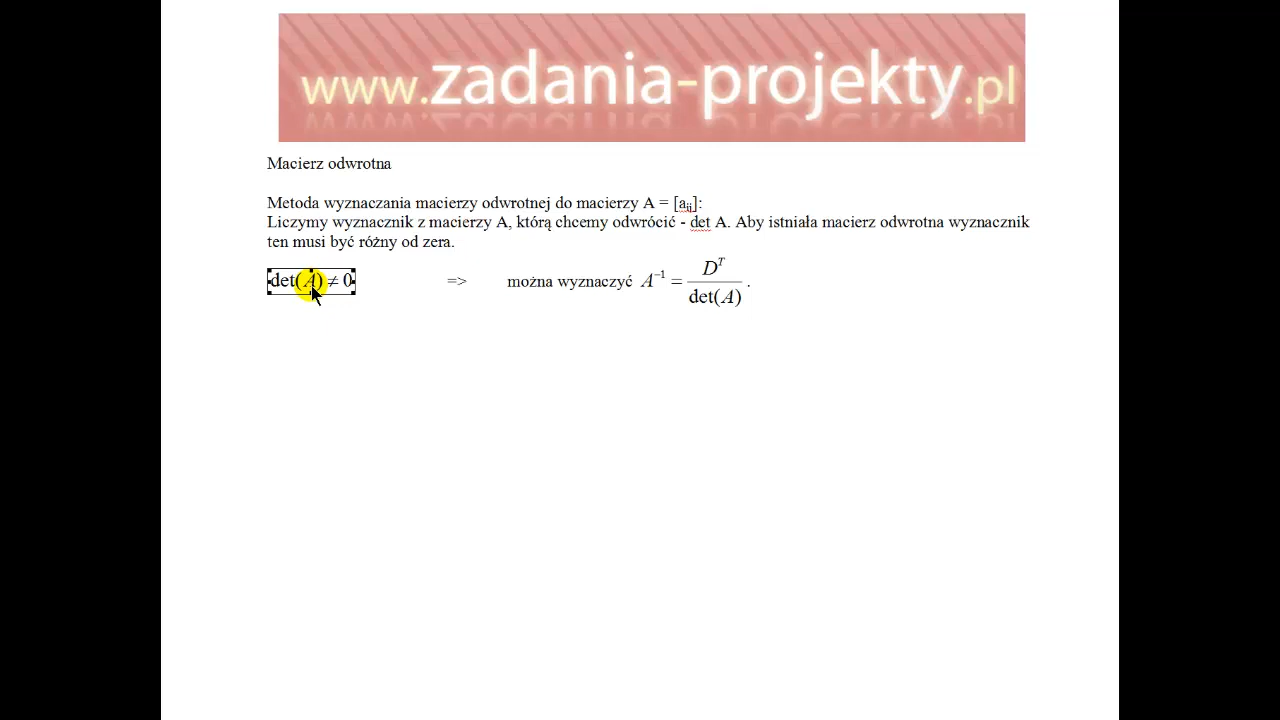 www.zadania-projekty.pl
Macierz odwrotna
Metoda wyznaczania macierzy odwrotnej do macierzy A = [aij]:
Liczymy wyznacznik z macierzy A, którą chcemy odwrócić - det A. Aby istniała macierz odwrotna wyznacznik
ten musi być różny od zera.
det(A) ≠ 0 => można wyznaczyć A⁻¹ = Dᵀ / det(A) .